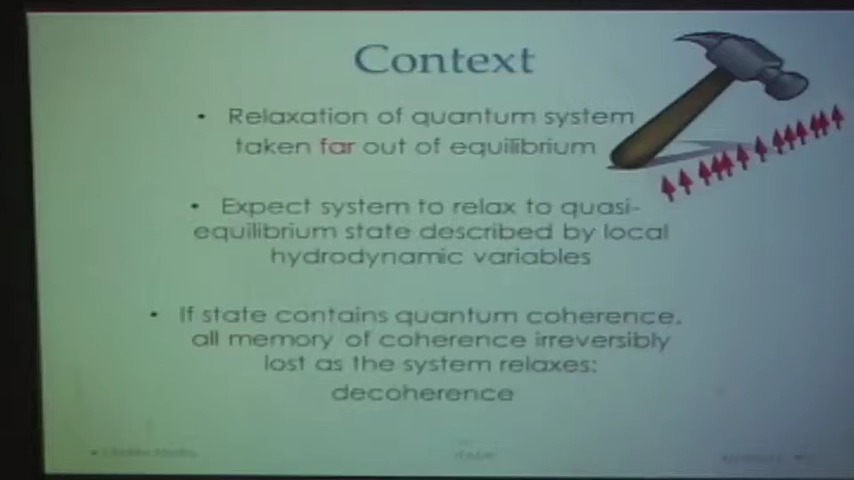 Context
• Relaxation of quantum system
taken far out of equilibrium
• Expect system to relax to quasi-
equilibrium state described by local
hydrodynamic variables
• If state contains quantum coherence,
all memory of coherence irreversibly
lost as the system relaxes:
decoherence